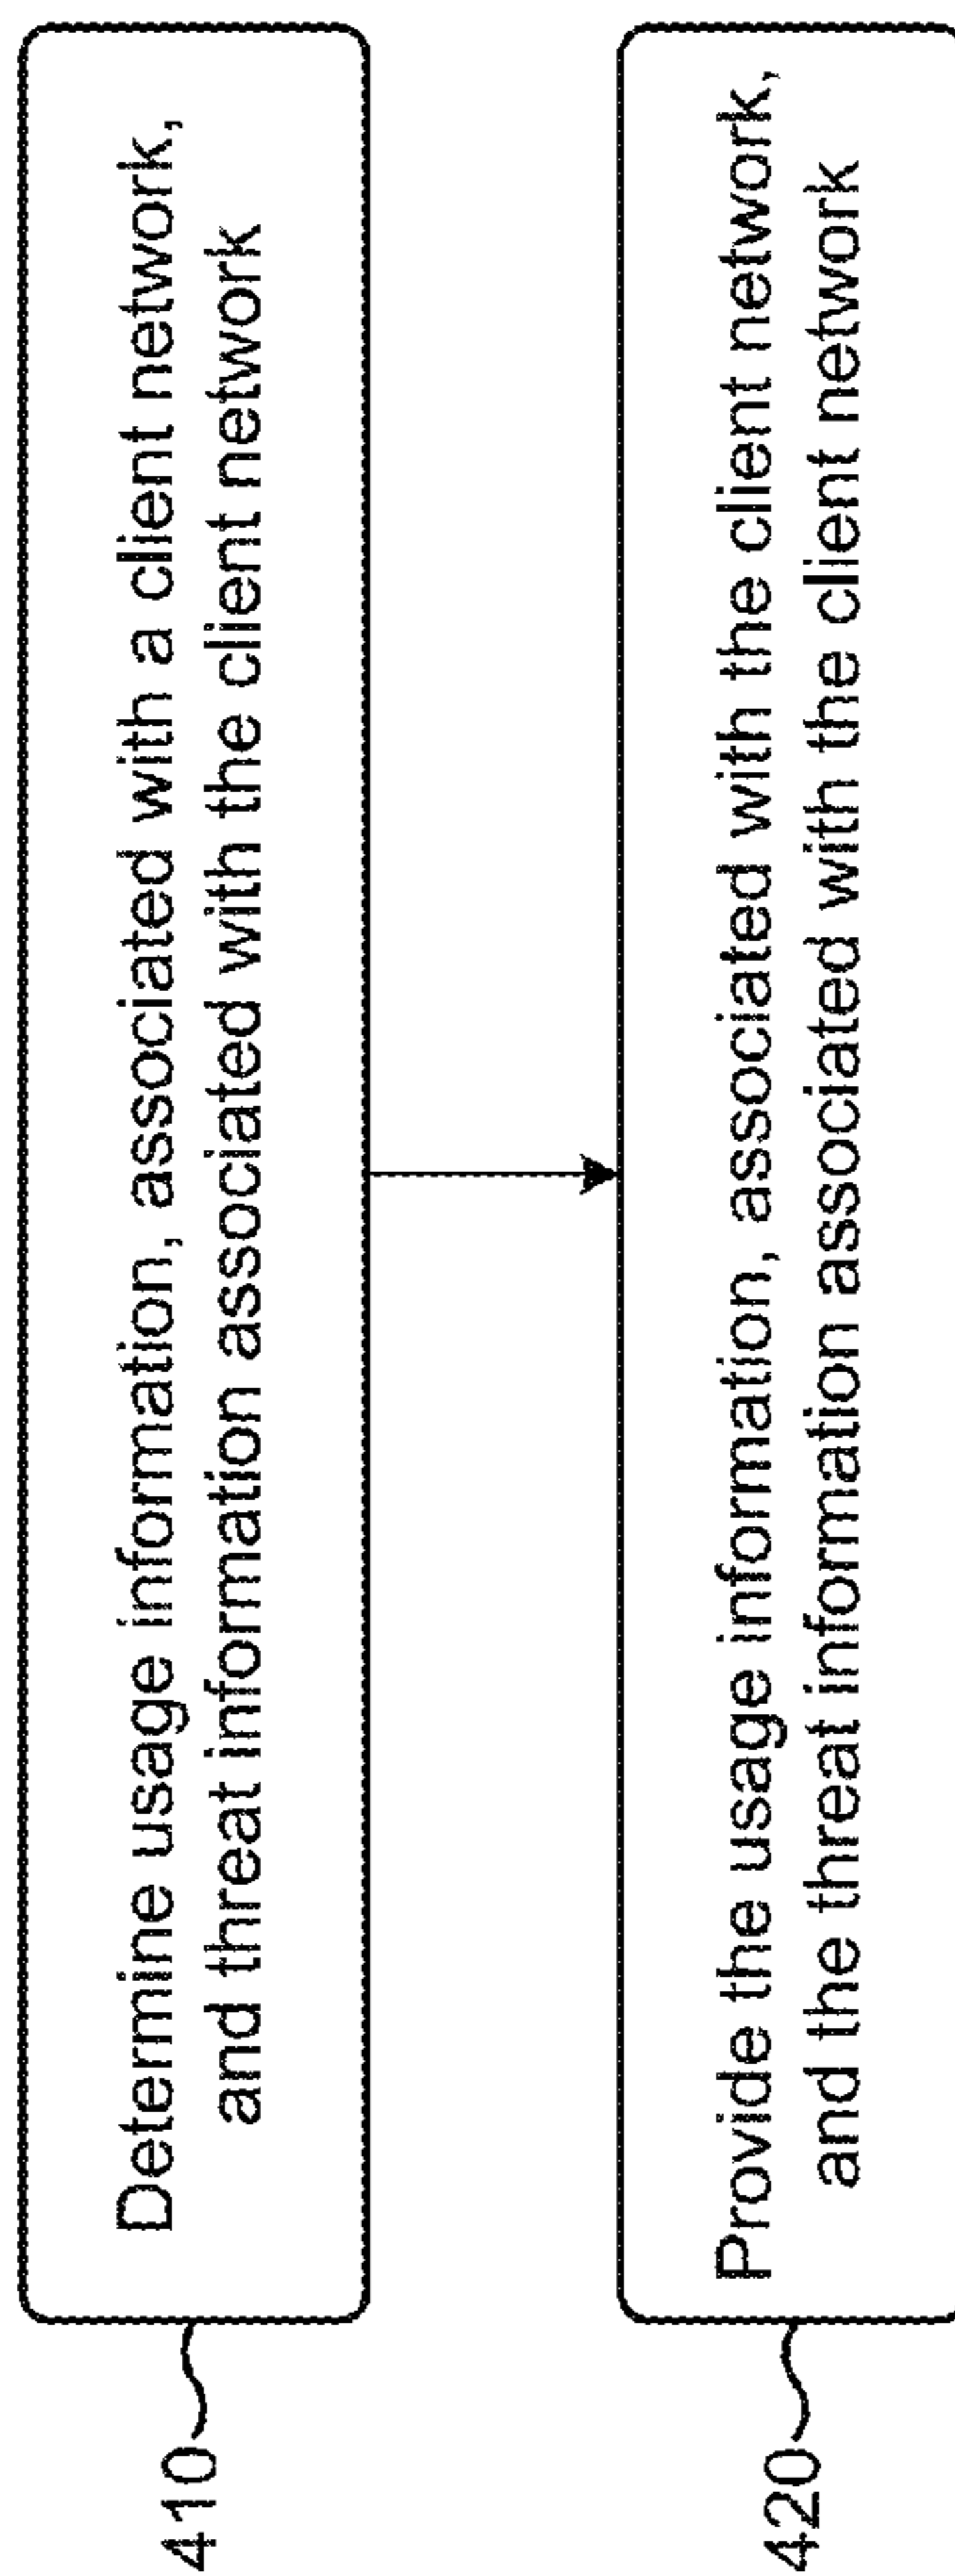 410
Determine usage information, associated with a client network,
and threat information associated with the client network
420
Provide the usage information, associated with the client network,
and the threat information associated with the client network